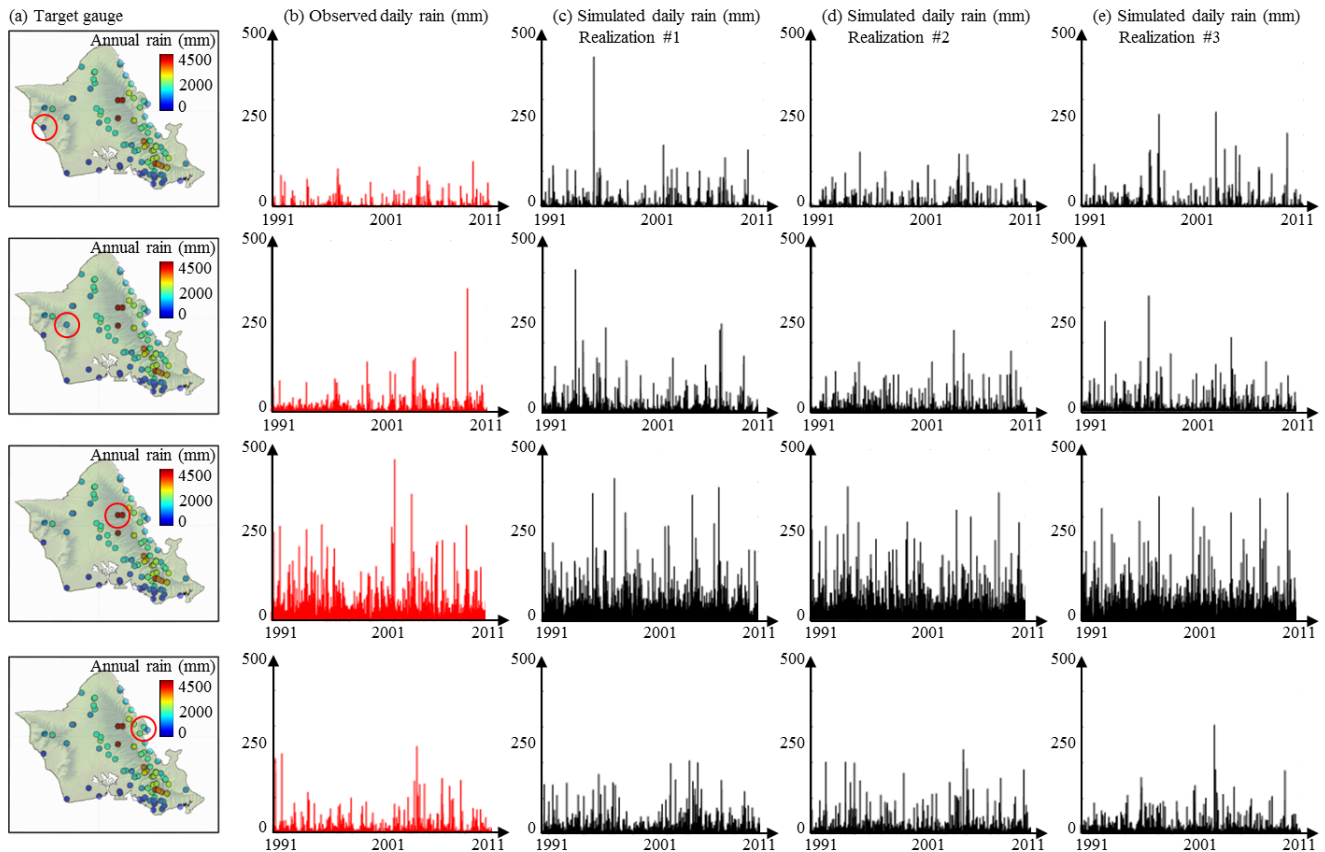 (a) Target gauge
(b) Observed daily rain (mm)
(c) Simulated daily rain (mm)
Realization #1
(d) Simulated daily rain (mm)
Realization #2
(e) Simulated daily rain (mm)
Realization #3
Annual rain (mm)
4500
2000
0
500
250
0
1991 2001 2011
500
250
0
1991 2001 2011
500
250
0
1991 2001 2011
500
250
0
1991 2001 2011
Annual rain (mm)
4500
2000
0
500
250
0
1991 2001 2011
500
250
0
1991 2001 2011
500
250
0
1991 2001 2011
500
250
0
1991 2001 2011
Annual rain (mm)
4500
2000
0
500
250
0
1991 2001 2011
500
250
0
1991 2001 2011
500
250
0
1991 2001 2011
500
250
0
1991 2001 2011
Annual rain (mm)
4500
2000
0
500
250
0
1991 2001 2011
500
250
0
1991 2001 2011
500
250
0
1991 2001 2011
500
250
0
1991 2001 2011